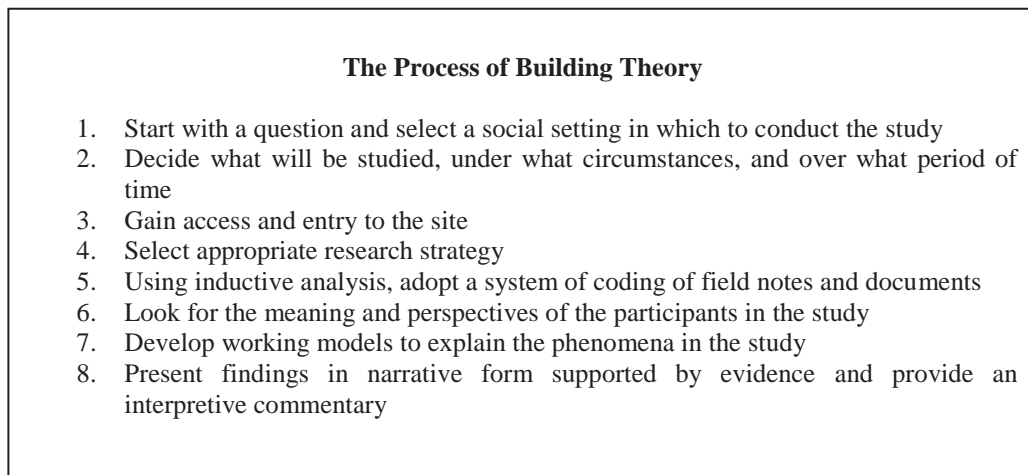 The Process of Building Theory
1. Start with a question and select a social setting in which to conduct the study
2. Decide what will be studied, under what circumstances, and over what period of
time
3. Gain access and entry to the site
4. Select appropriate research strategy
5. Using inductive analysis, adopt a system of coding of field notes and documents
6. Look for the meaning and perspectives of the participants in the study
7. Develop working models to explain the phenomena in the study
8. Present findings in narrative form supported by evidence and provide an
interpretive commentary